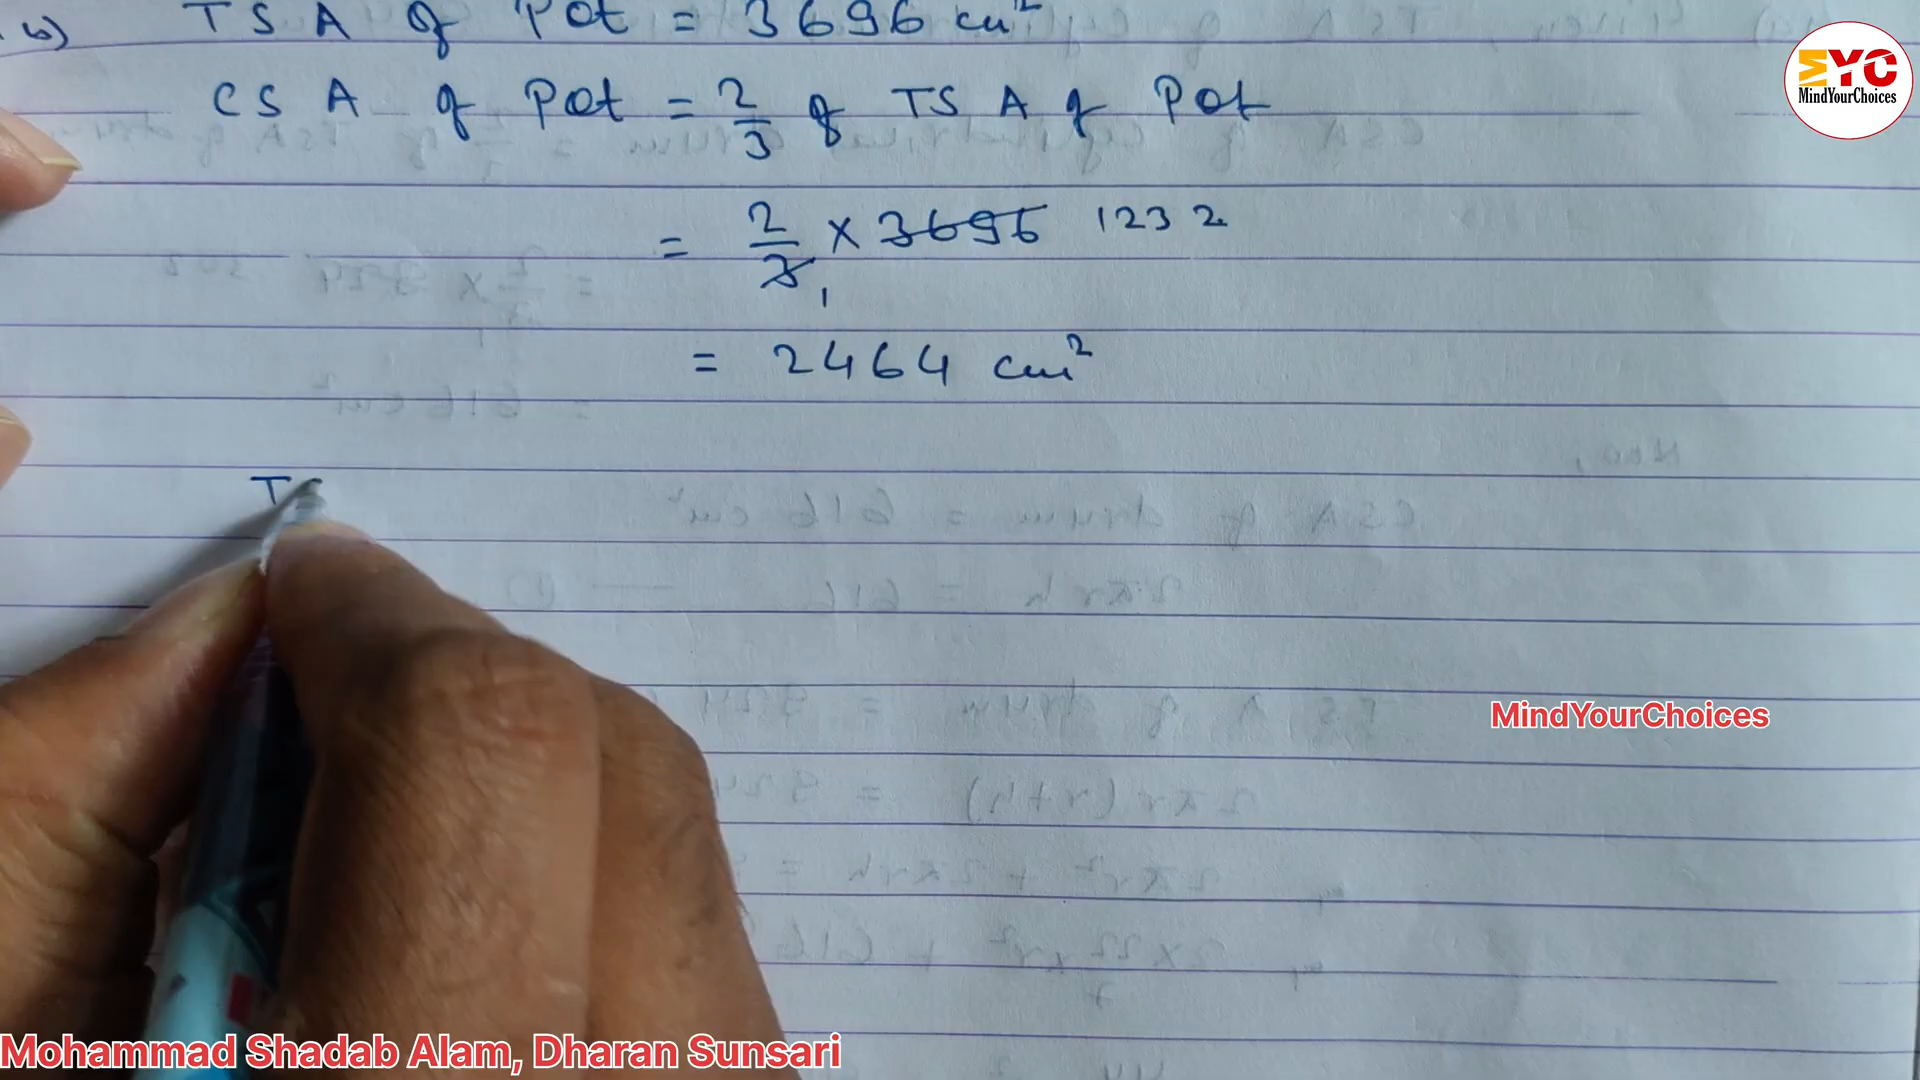 b) TSA of Pot = 3696 cm²
CSA of Pot = 2/3 of TSA of Pot
= 2/3 × 3696 1232
1
= 2464 cm²
T
MYC
MindYourChoices
MindYourChoices
Mohammad Shadab Alam, Dharan Sunsari